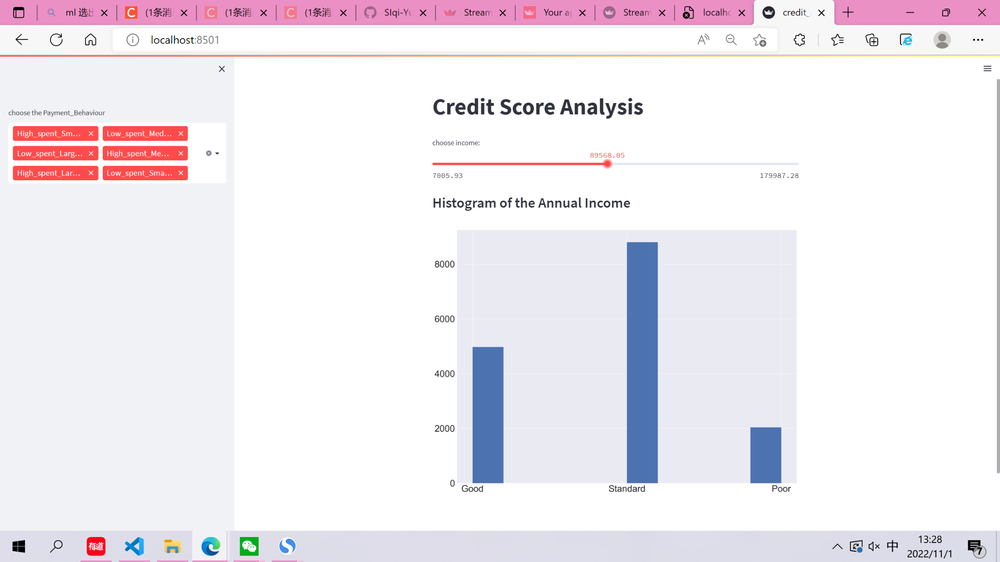 ml 选出
(1条消
(1条消
(1条消
SIqi-Yu
Stream
Your ap
Stream
localho
credit_
localhost:8501
choose the Payment_Behaviour
High_spent_Sm... Low_spent_Med...
Low_spent_Larg... High_spent_Me...
High_spent_Lar... Low_spent_Sma...
Credit Score Analysis
choose income:
89568.05
7005.93 179987.28
Histogram of the Annual Income
8000
6000
4000
2000
0
Good Standard Poor
有道
中
13:28
2022/11/1
7